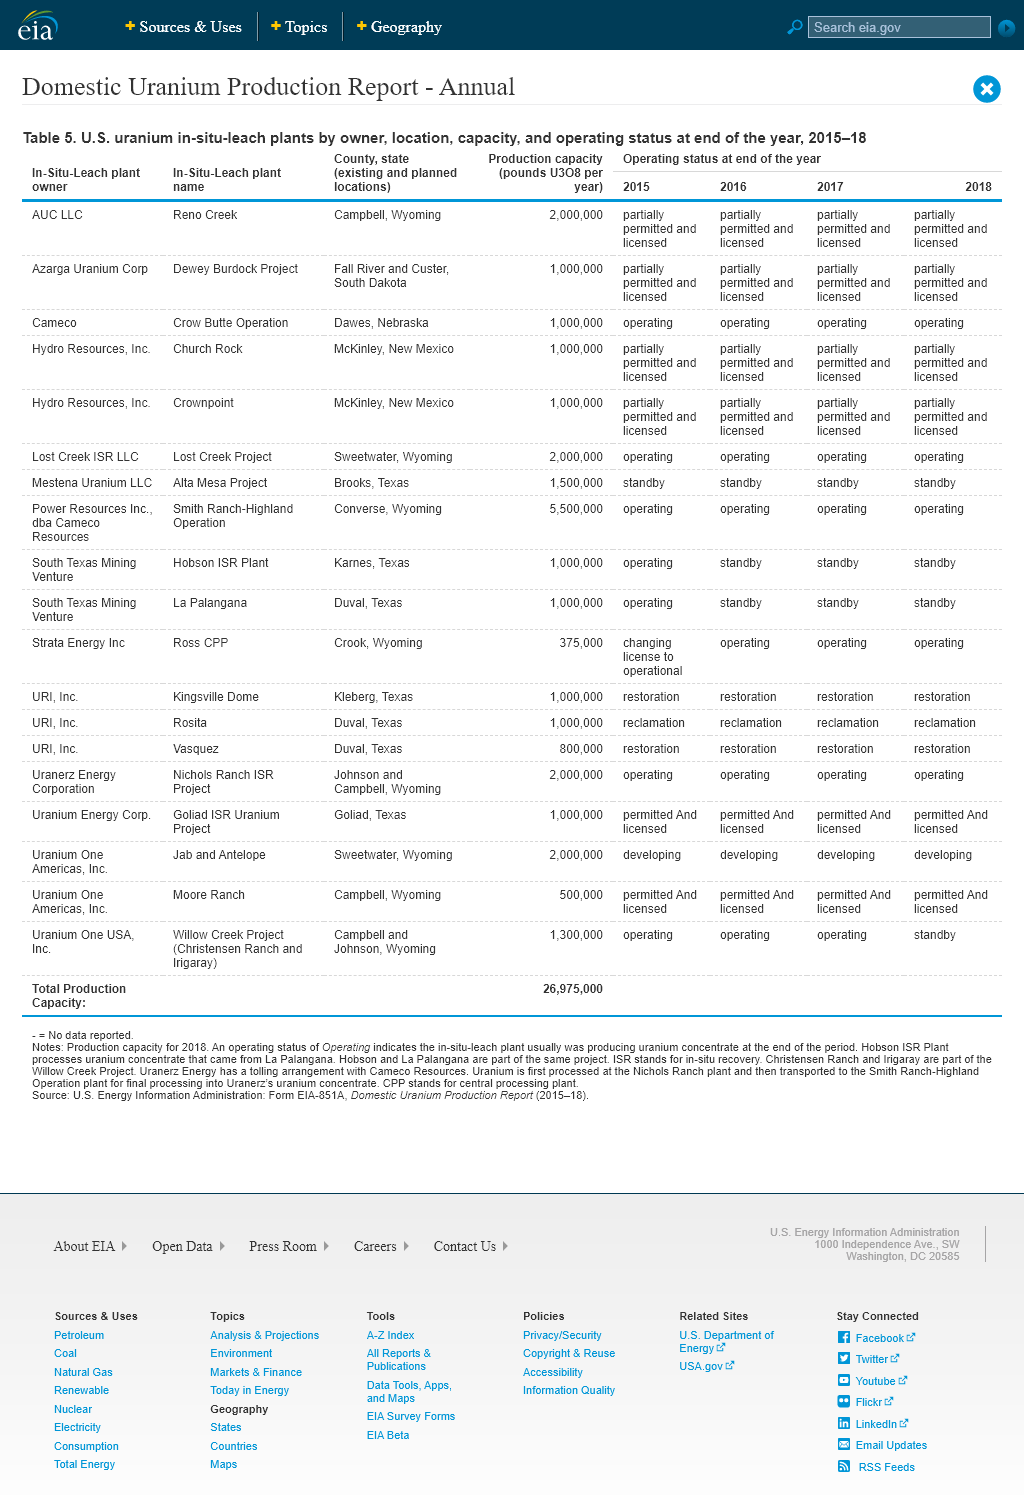 eia
Sources & Uses
Topics
Geography
Search eia.gov
Domestic Uranium Production Report - Annual
Table 5. U.S. uranium in-situ-leach plants by owner, location, capacity, and operating status at end of the year, 2015–18
In-Situ-Leach plant owner
In-Situ-Leach plant name
County, state (existing and planned locations)
Production capacity (pounds U3O8 per year)
Operating status at end of the year
2015 2016 2017 2018
AUC LLC Reno Creek Campbell, Wyoming 2,000,000 partially partially partially partially
permitted and permitted and permitted and permitted and
licensed licensed licensed licensed
Azarga Uranium Corp Dewey Burdock Project Fall River and Custer, 1,000,000 partially partially partially partially
South Dakota permitted and permitted and permitted and permitted and
licensed licensed licensed licensed
Cameco Crow Butte Operation Dawes, Nebraska 1,000,000 operating operating operating operating
Hydro Resources, Inc. Church Rock McKinley, New Mexico 1,000,000 partially partially partially partially
permitted and permitted and permitted and permitted and
licensed licensed licensed licensed
Hydro Resources, Inc. Crownpoint McKinley, New Mexico 1,000,000 partially partially partially partially
permitted and permitted and permitted and permitted and
licensed licensed licensed licensed
Lost Creek ISR LLC Lost Creek Project Sweetwater, Wyoming 2,000,000 operating operating operating operating
Mestena Uranium LLC Alta Mesa Project Brooks, Texas 1,500,000 standby standby standby standby
Power Resources Inc., Smith Ranch-Highland Converse, Wyoming 5,500,000 operating operating operating operating
dba Cameco Operation
Resources
South Texas Mining Hobson ISR Plant Karnes, Texas 1,000,000 operating standby standby standby
Venture
South Texas Mining La Palangana Duval, Texas 1,000,000 operating standby standby standby
Venture
Strata Energy Inc Ross CPP Crook, Wyoming 375,000 changing operating operating operating
license to
operational
URI, Inc. Kingsville Dome Kleberg, Texas 1,000,000 restoration restoration restoration restoration
URI, Inc. Rosita Duval, Texas 1,000,000 reclamation reclamation reclamation reclamation
URI, Inc. Vasquez Duval, Texas 800,000 restoration restoration restoration restoration
Uranerz Energy Nichols Ranch ISR Johnson and 2,000,000 operating operating operating operating
Corporation Project Campbell, Wyoming
Uranium Energy Corp. Goliad ISR Uranium Goliad, Texas 1,000,000 permitted And permitted And permitted And permitted And
Project licensed licensed licensed licensed
Uranium One Jab and Antelope Sweetwater, Wyoming 2,000,000 developing developing developing developing
Americas, Inc.
Uranium One Moore Ranch Campbell, Wyoming 500,000 permitted And permitted And permitted And permitted And
Americas, Inc. licensed licensed licensed licensed
Uranium One USA, Willow Creek Project Campbell and 1,300,000 operating operating operating standby
Inc. (Christensen Ranch and Johnson, Wyoming
Irigaray)
Total Production 26,975,000
Capacity:
- = No data reported.
Notes: Production capacity for 2018. An operating status of Operating indicates the in-situ-leach plant usually was producing uranium concentrate at the end of the period. Hobson ISR Plant
processes uranium concentrate that came from La Palangana. Hobson and La Palangana are part of the same project. ISR stands for in-situ recovery. Christensen Ranch and Irigaray are part of the
Willow Creek Project. Uranerz Energy has a tolling arrangement with Cameco Resources. Uranium is first processed at the Nichols Ranch plant and then transported to the Smith Ranch-Highland
Operation plant for final processing into Uranerz's uranium concentrate. CPP stands for central processing plant.
Source: U.S. Energy Information Administration: Form EIA-851A, Domestic Uranium Production Report (2015–18).
About EIA
Open Data
Press Room
Careers
Contact Us
U.S. Energy Information Administration
1000 Independence Ave., SW
Washington, DC 20585
Sources & Uses
Petroleum
Coal
Natural Gas
Renewable
Nuclear
Electricity
Consumption
Total Energy
Topics
Analysis & Projections
Environment
Markets & Finance
Today in Energy
Geography
States
Countries
Maps
Tools
A-Z Index
All Reports &
Publications
Data Tools, Apps,
and Maps
EIA Survey Forms
EIA Beta
Policies
Privacy/Security
Copyright & Reuse
Accessibility
Information Quality
Related Sites
U.S. Department of
Energy
USA.gov
Stay Connected
Facebook
Twitter
Youtube
Flickr
LinkedIn
Email Updates
RSS Feeds